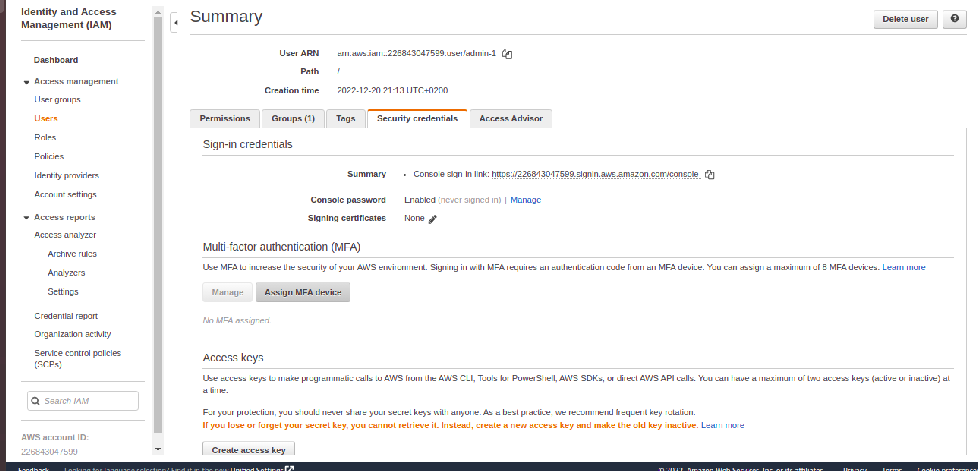 Identity and Access
Management (IAM)
Dashboard
Access management
User groups
Users
Roles
Policies
Identity providers
Account settings
Access reports
Access analyzer
Archive rules
Analyzers
Settings
Credential report
Organization activity
Service control policies
(SCPs)
Search IAM
AWS account ID:
226843047599
Summary
Delete user
User ARN arn:aws:iam::226843047599:user/admin-1
Path /
Creation time 2022-12-20 21:13 UTC+0200
Permissions Groups (1) Tags Security credentials Access Advisor
Sign-in credentials
Summary • Console sign-in link: https://226843047599.signin.aws.amazon.com/console
Console password Enabled (never signed in) | Manage
Signing certificates None
Multi-factor authentication (MFA)
Use MFA to increase the security of your AWS environment. Signing in with MFA requires an authentication code from an MFA device. You can assign a maximum of 8 MFA devices. Learn more
Manage Assign MFA device
No MFA assigned
Access keys
Use access keys to make programmatic calls to AWS from the AWS CLI, Tools for PowerShell, AWS SDKs, or direct AWS API calls. You can have a maximum of two access keys (active or inactive) at
a time.
For your protection, you should never share your secret keys with anyone. As a best practice, we recommend frequent key rotation.
If you lose or forget your secret key, you cannot retrieve it. Instead, create a new access key and make the old key inactive. Learn more
Create access key
Feedback Looking for language selection? Find it in the new Unified Settings
Amazon Web Services, Inc. or its affiliates. Privacy Terms Cookie preferences